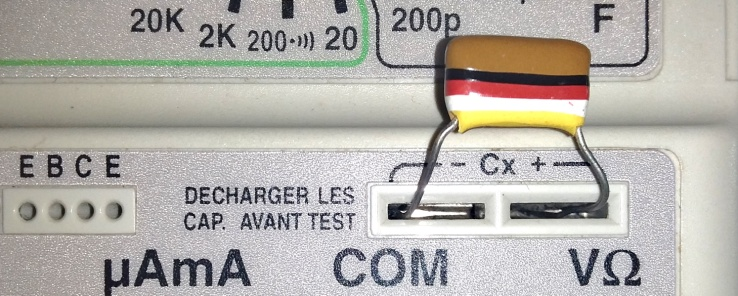 20K 2K 200·))) 20
200p F
- Cx +
E B C E
DECHARGER LES
CAP. AVANT TEST
µAmA COM VΩ